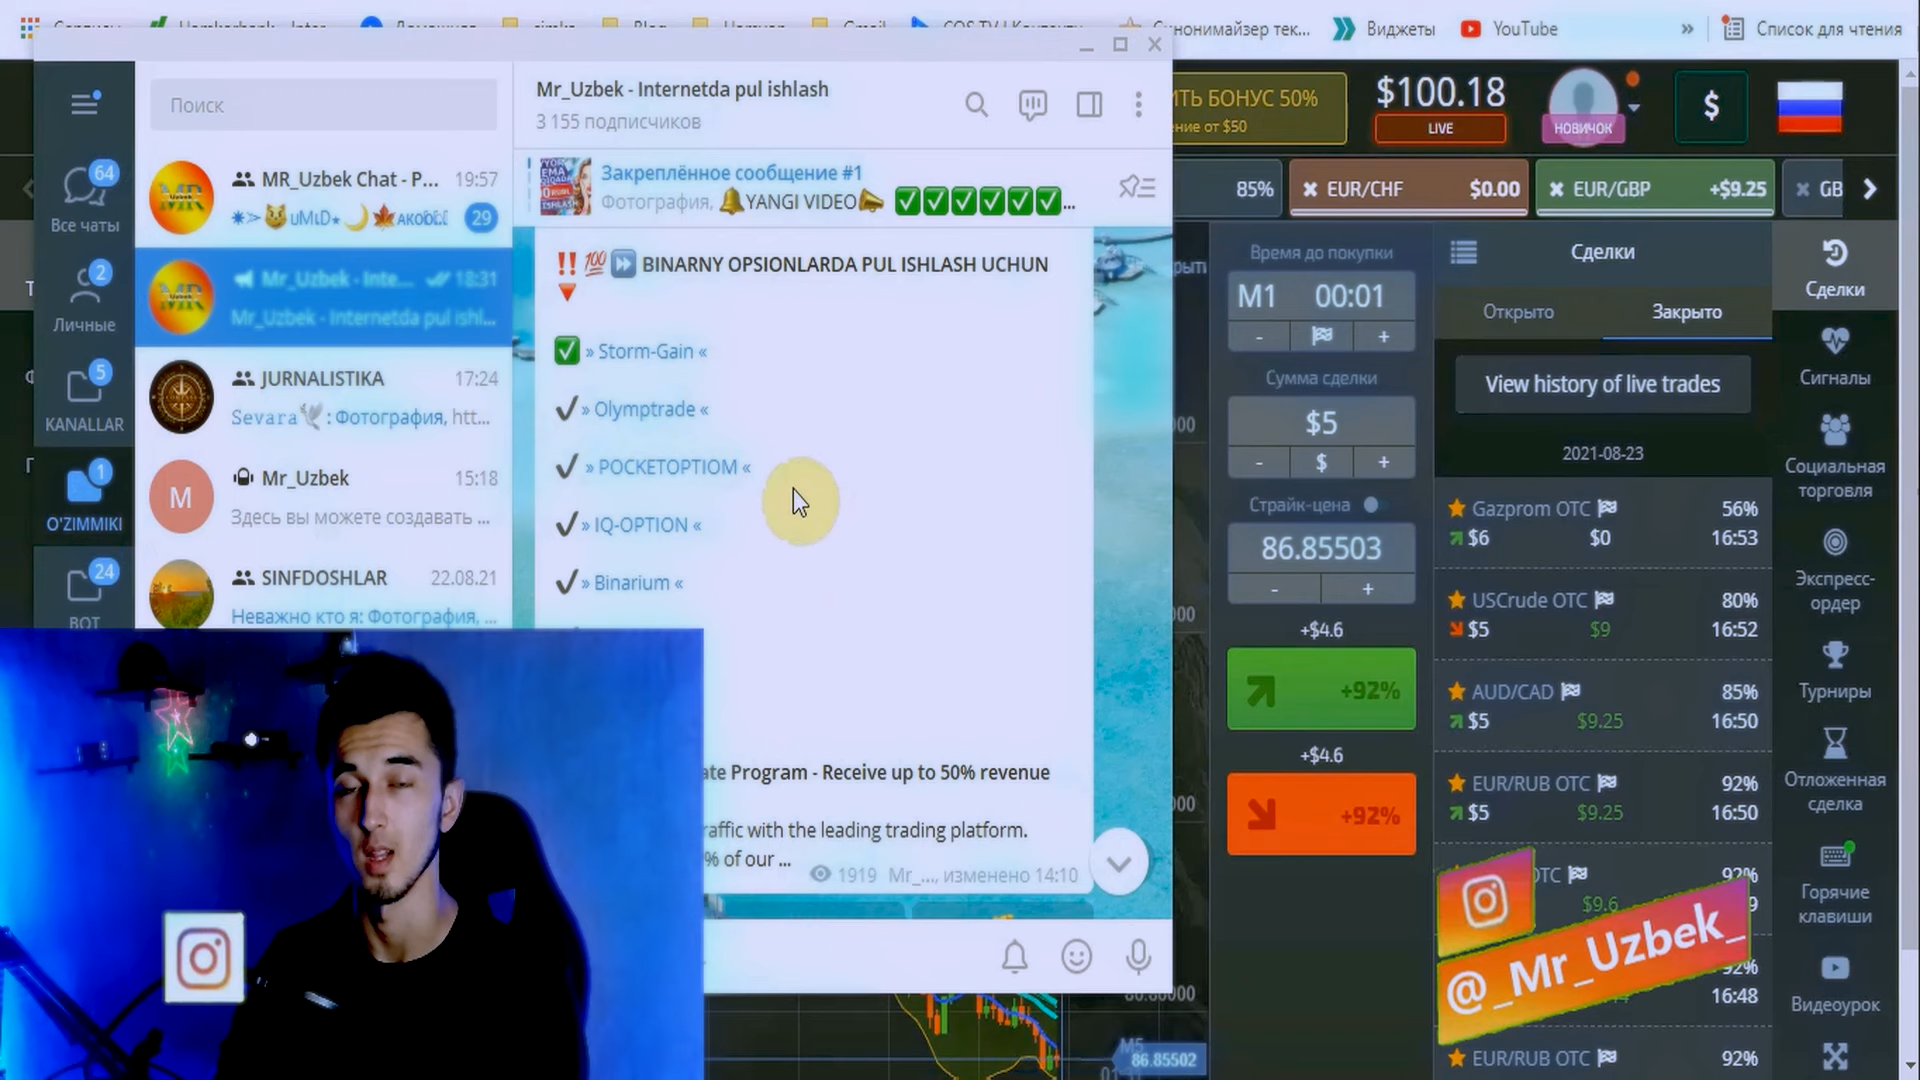 YouTube
Виджеты
нонимайзер тек...
Список для чтения
Поиск
MR_Uzbek Chat - P... 19:57
29
Mr_Uzbek - Inte... 18:31
Mr_Uzbek - Internetda pul ishl...
JURNALISTIKA 17:24
Sevara : Фотография, htt...
M
Mr_Uzbek 15:18
Здесь вы можете создавать ...
SINFDOSHLAR 22.08.21
Неважно кто я: Фотография, ...
64
Все чаты
2
Личные
5
KANALLAR
1
O'ZIMMIKI
24
BOT
Mr_Uzbek - Internetda pul ishlash
3 155 подписчиков
Закреплённое сообщение #1
Фотография, YANGI VIDEO ...
BINARNY OPSIONLARDA PUL ISHLASH UCHUN
» Storm-Gain «
» Olymptrade «
» POCKETOPTIOM «
» IQ-OPTION «
» Binarium «
ate Program - Receive up to 50% revenue
raffic with the leading trading platform.
% of our ...
1919 Mr_..., изменено 14:10
ИТЬ БОНУС 50%
ение от $50
$100.18
LIVE
НОВИЧОК
$
85%
EUR/CHF $0.00
EUR/GBP +$9.25
GB
Время до покупки
M1 00:01
- +
Сумма сделки
$5
- $ +
Страйк-цена
86.85503
- +
+$4.6
+92%
+$4.6
+92%
Сделки
Открыто Закрыто
View history of live trades
2021-08-23
Gazprom OTC 56%
$6 $0 16:53
USCrude OTC 80%
$5 $9 16:52
AUD/CAD 85%
$5 $9.25 16:50
EUR/RUB OTC 92%
$5 $9.25 16:50
OTC 92%
$9.6
92%
16:48
EUR/RUB OTC 92%
@_Mr_Uzbek_
Сделки
Сигналы
Социальная
торговля
Экспресс-
ордер
Турниры
Отложенная
сделка
Горячие
клавиши
Видеоурок
M5
86.85502